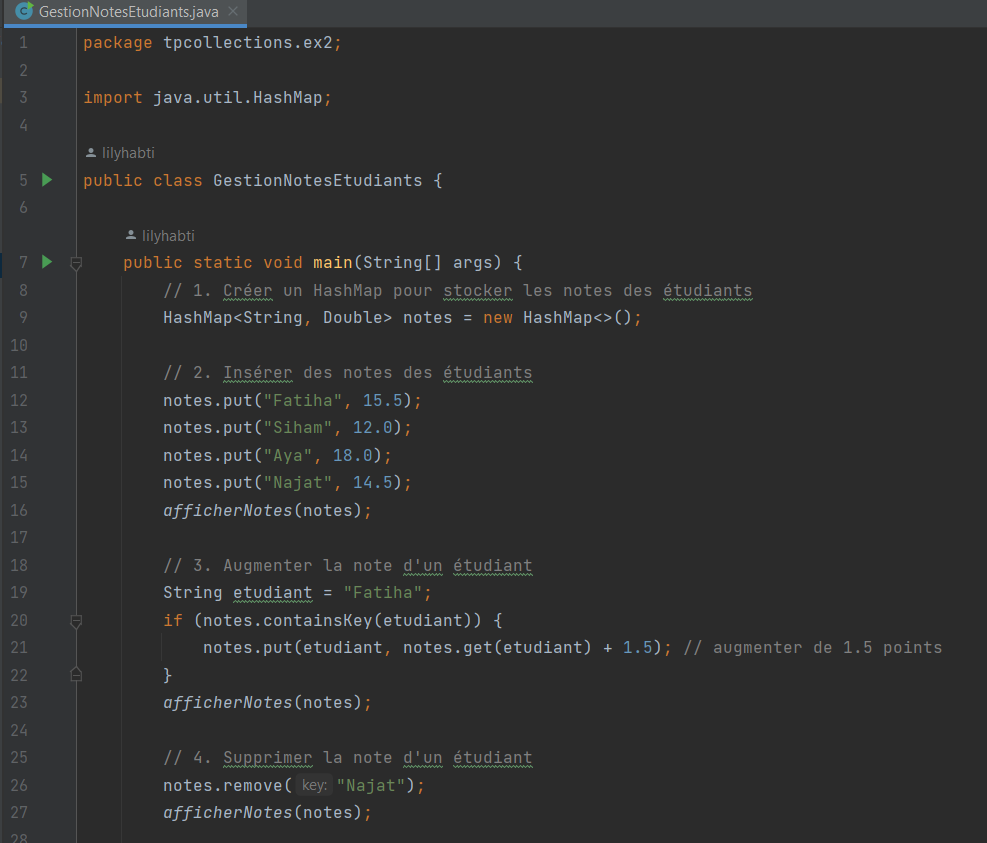 GestionNotesEtudiants.java
1 package tpcollections.ex2;
2
3 import java.util.HashMap;
4
lilyhabti
5 public class GestionNotesEtudiants {
6
lilyhabti
7 public static void main(String[] args) {
8 // 1. Créer un HashMap pour stocker les notes des étudiants
9 HashMap<String, Double> notes = new HashMap<>();
10
11 // 2. Insérer des notes des étudiants
12 notes.put("Fatiha", 15.5);
13 notes.put("Siham", 12.0);
14 notes.put("Aya", 18.0);
15 notes.put("Najat", 14.5);
16 afficherNotes(notes);
17
18 // 3. Augmenter la note d'un étudiant
19 String etudiant = "Fatiha";
20 if (notes.containsKey(etudiant)) {
21 notes.put(etudiant, notes.get(etudiant) + 1.5); // augmenter de 1.5 points
22 }
23 afficherNotes(notes);
24
25 // 4. Supprimer la note d'un étudiant
26 notes.remove( key: "Najat");
27 afficherNotes(notes);
28